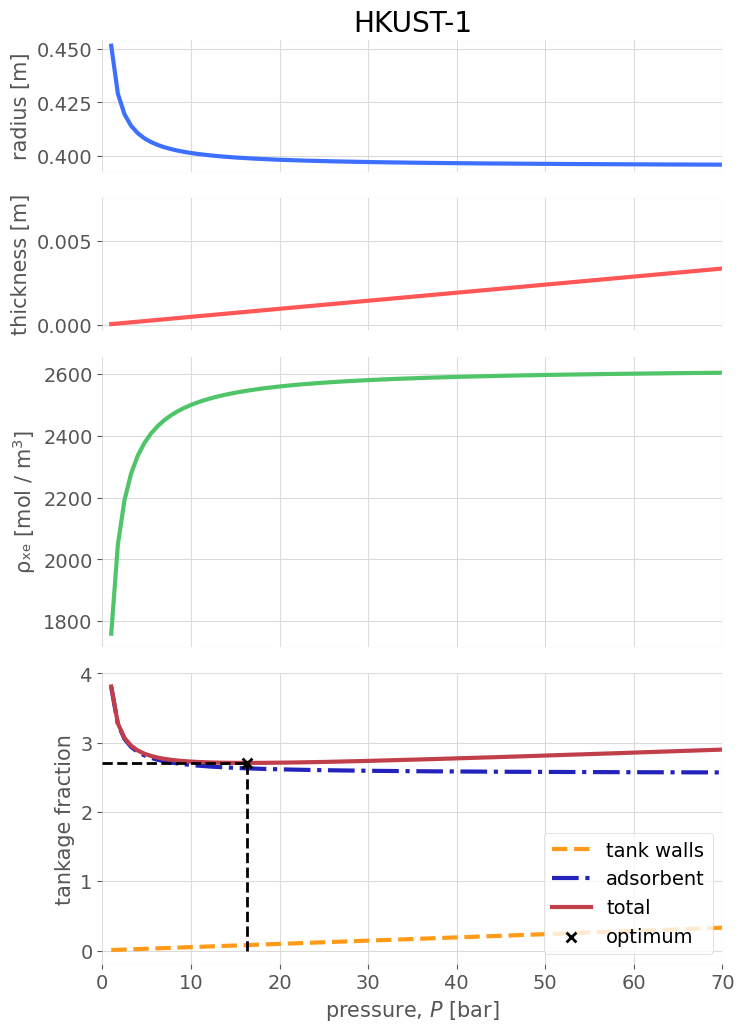 HKUST-1
0.450
0.425
0.400
radius [m]
0.005
0.000
thickness [m]
2600
2400
2200
2000
1800
ρₓₑ [mol / m³]
4
3
2
1
0
tankage fraction
tank walls
adsorbent
total
optimum
0 10 20 30 40 50 60 70
pressure, P [bar]